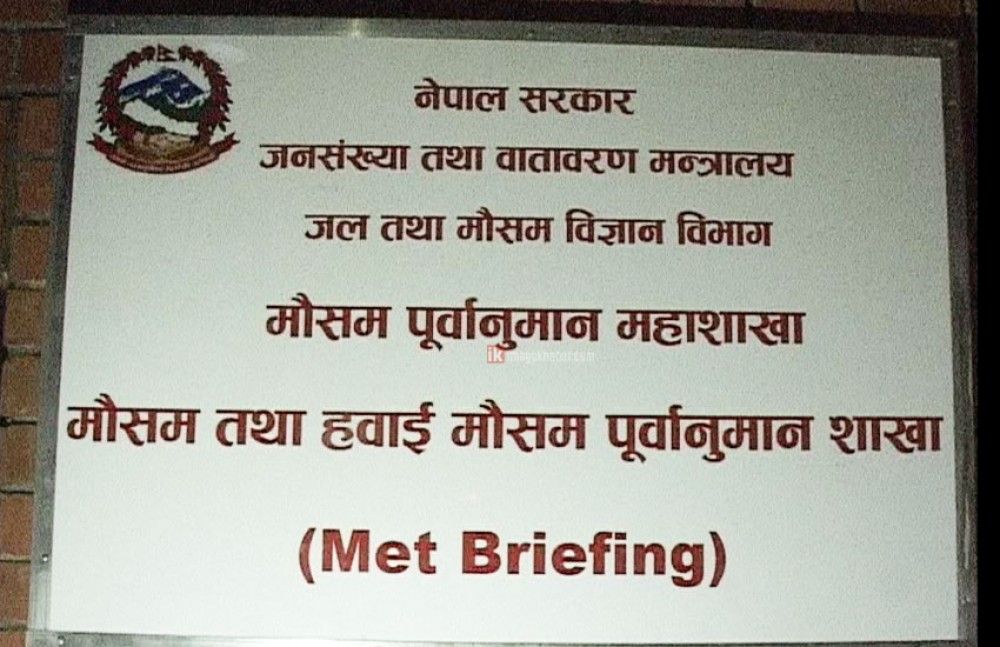 नेपाल सरकार
जनसंख्या तथा वातावरण मन्त्रालय
जल तथा मौसम विज्ञान विभाग
मौसम पूर्वानुमान महाशाखा
मौसम तथा हवाई मौसम पूर्वानुमान शाखा
(Met Briefing)